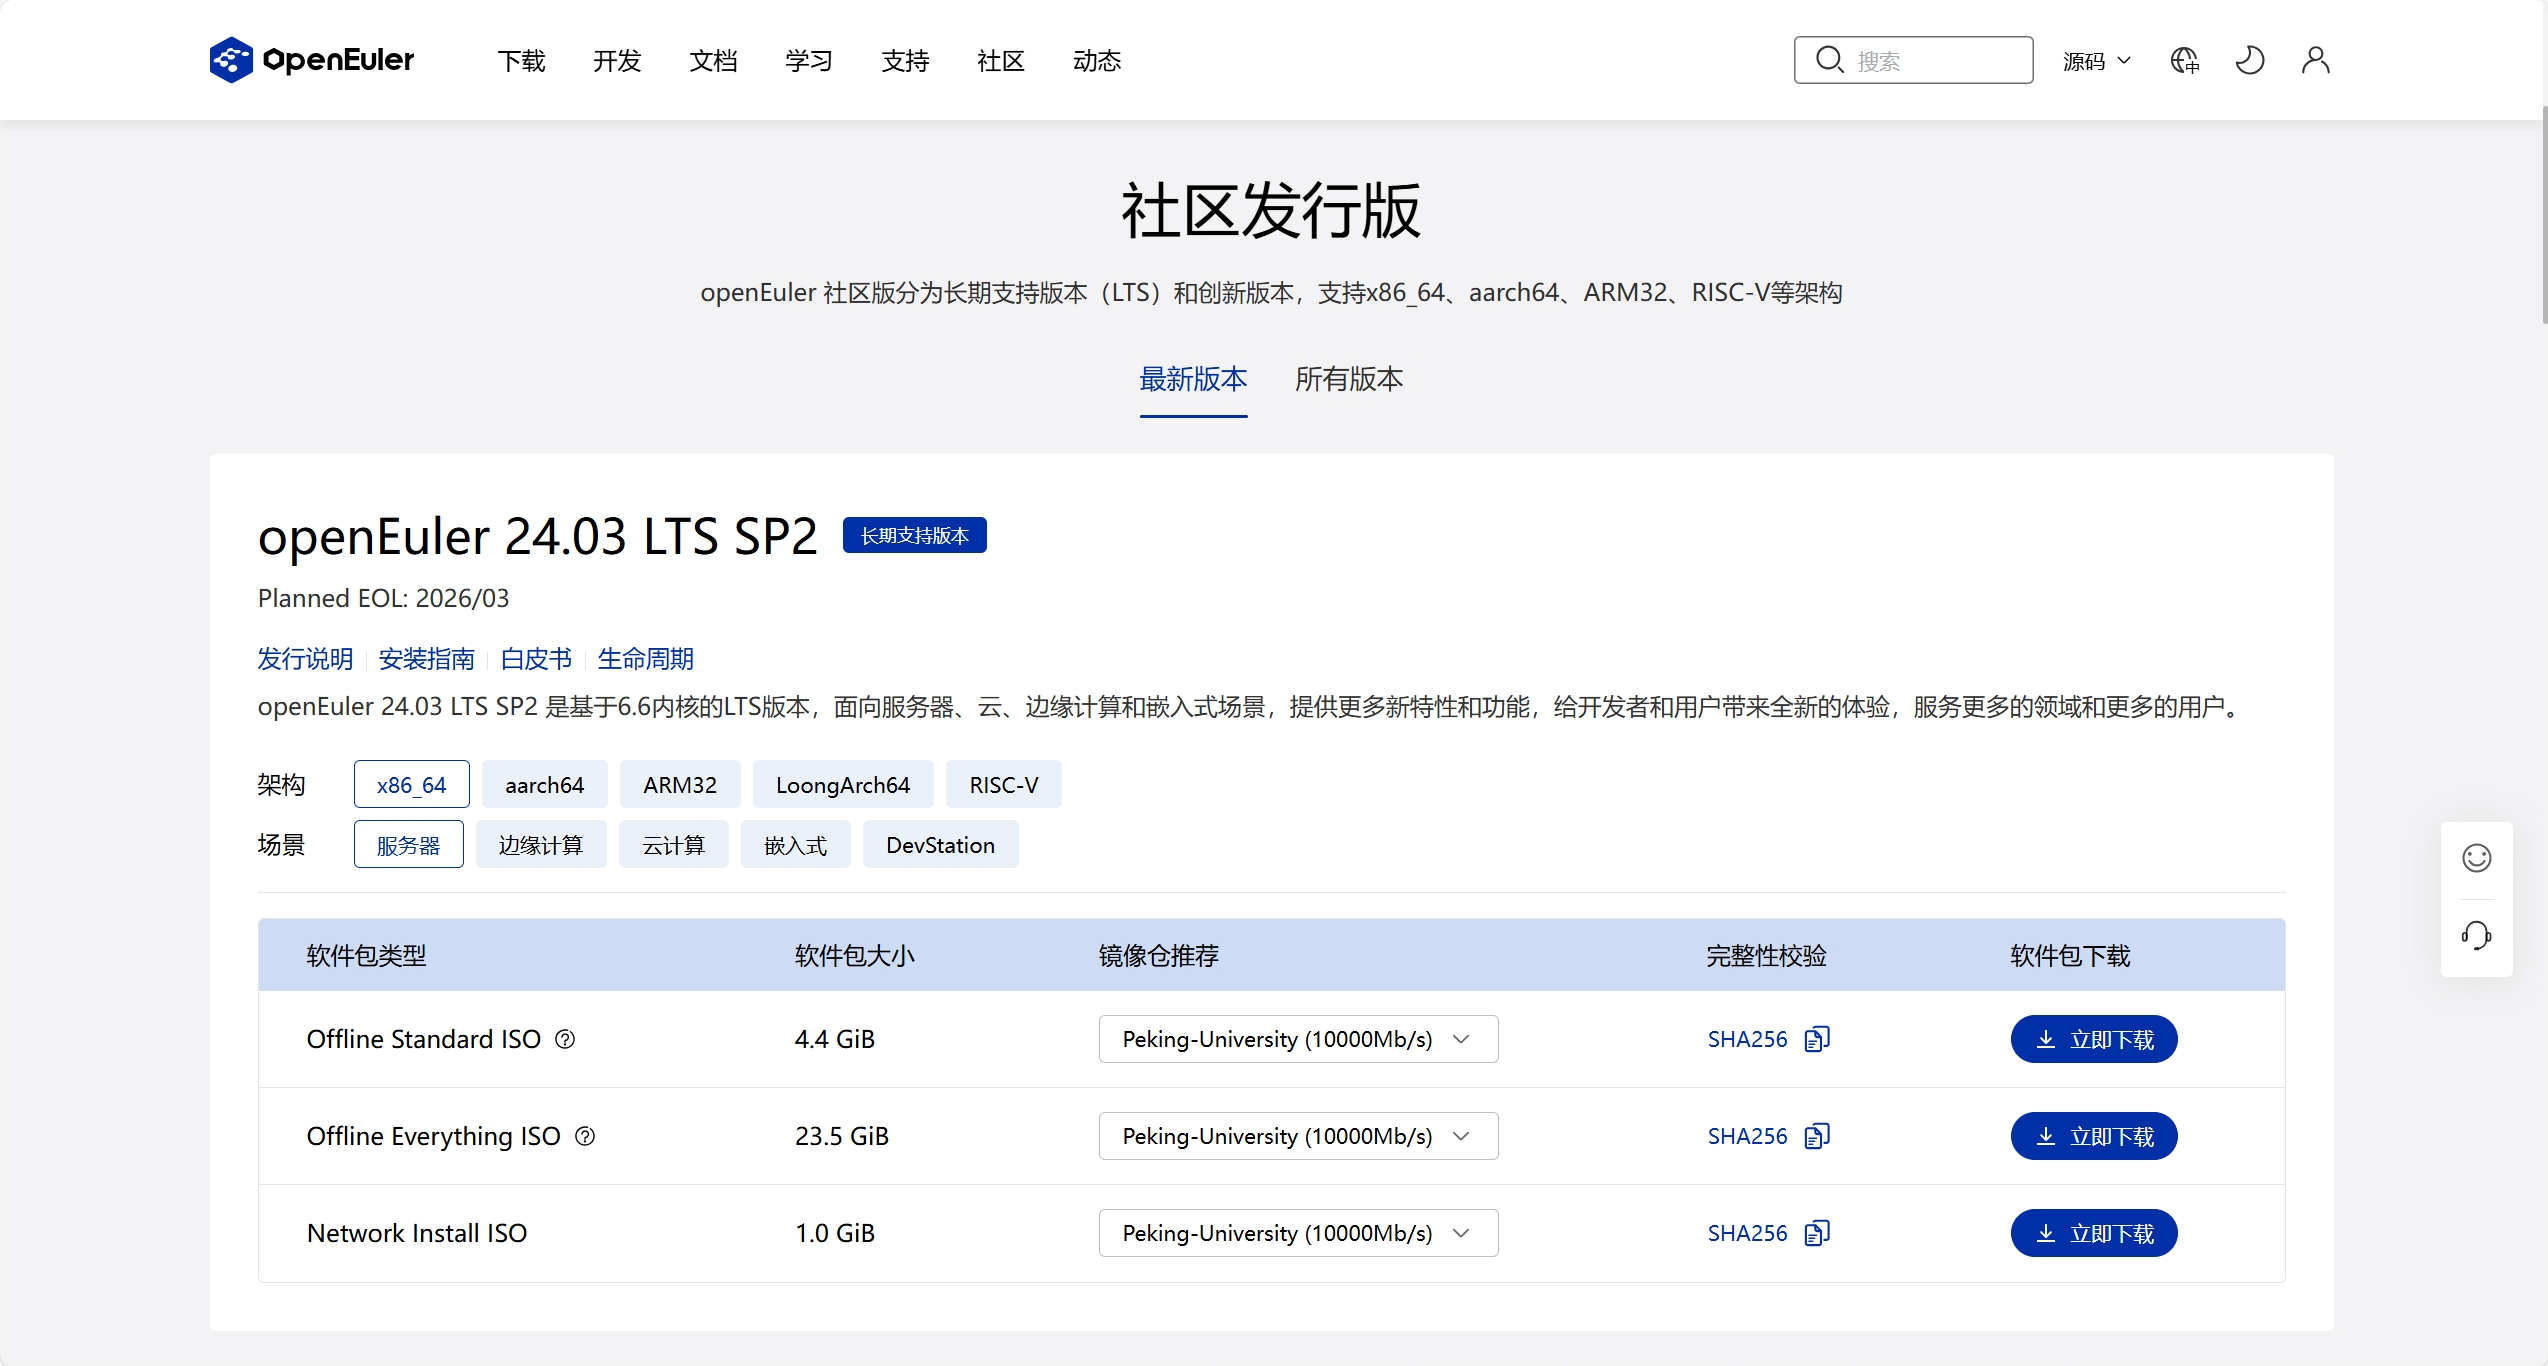 openEuler 下载 开发 文档 学习 支持 社区 动态 搜索 源码 中
社区发行版
openEuler 社区版分为长期支持版本（LTS）和创新版本，支持x86_64、aarch64、ARM32、RISC-V等架构
最新版本 所有版本
openEuler 24.03 LTS SP2 长期支持版本
Planned EOL: 2026/03
发行说明 安装指南 白皮书 生命周期
openEuler 24.03 LTS SP2 是基于6.6内核的LTS版本，面向服务器、云、边缘计算和嵌入式场景，提供更多新特性和功能，给开发者和用户带来全新的体验，服务更多的领域和更多的用户。
架构 x86_64 aarch64 ARM32 LoongArch64 RISC-V
场景 服务器 边缘计算 云计算 嵌入式 DevStation
软件包类型 软件包大小 镜像仓推荐 完整性校验 软件包下载
Offline Standard ISO 4.4 GiB Peking-University (10000Mb/s) SHA256 立即下载
Offline Everything ISO 23.5 GiB Peking-University (10000Mb/s) SHA256 立即下载
Network Install ISO 1.0 GiB Peking-University (10000Mb/s) SHA256 立即下载